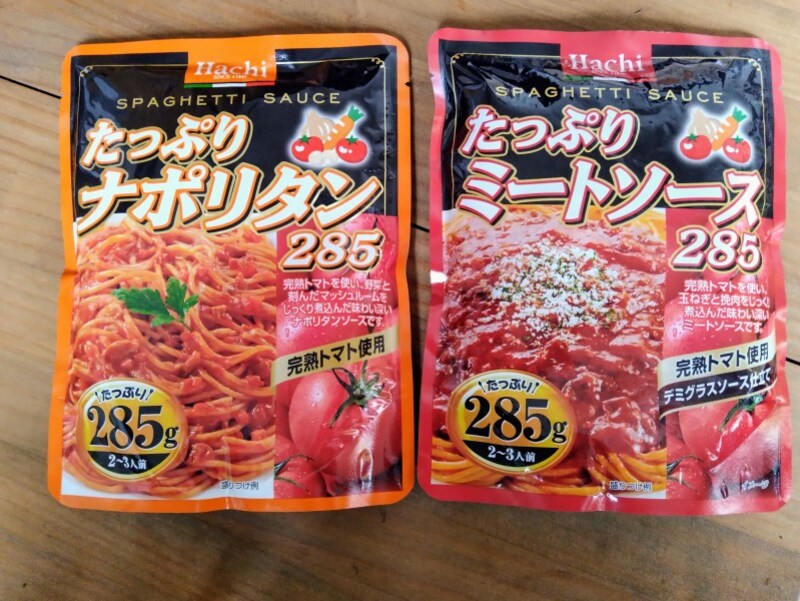 Hachi
SPAGHETTI SAUCE
たっぷり
ナポリタン
285
完熟トマトを使い、野菜と
刻んだマッシュルームを
じっくり煮込んだ味わい深い
ナポリタンソースです。
完熟トマト使用
たっぷり
285g
2~3人前
盛りつけ例
Hachi
SPAGHETTI SAUCE
たっぷり
ミートソース
285
完熟トマトを使い、
玉ねぎと挽肉をじっくり
煮込んだ味わい深い
ミートソースです。
完熟トマト使用
デミグラスソース仕立て
たっぷり
285g
2~3人前
盛りつけ例
イメージ